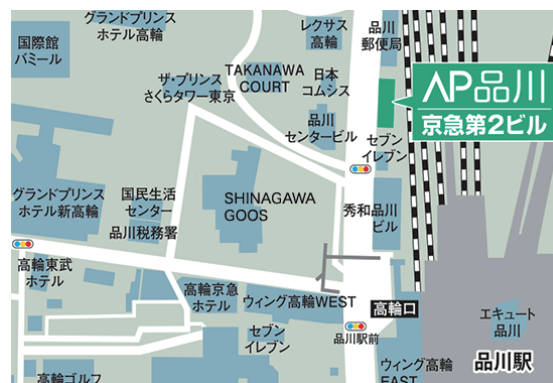 グランドプリンス
ホテル高輪
国際館
パミール
レクサス
高輪
品川
郵便局
ザ・プリンス
さくらタワー東京
TAKANAWA
COURT
日本
コムシス
AP品川
京急第2ビル
品川
センタービル
セブン
イレブン
グランドプリンス
ホテル新高輪
国民生活
センター
品川税務署
SHINAGAWA
GOOS
秀和品川
ビル
高輪東武
ホテル
高輪京急
ホテル
ウィング高輪WEST
高輪口
エキュート
品川
セブン
イレブン
品川駅前
ウィング高輪
EAST
品川駅
高輪ゴルフ